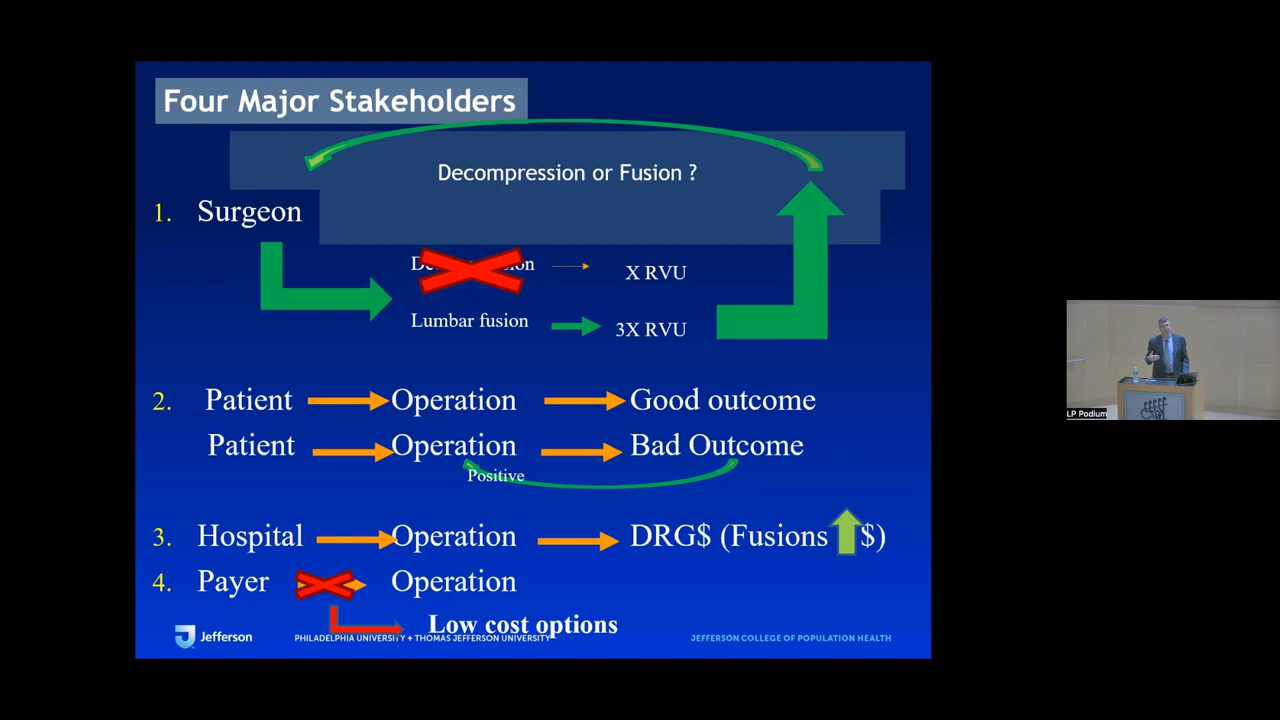 Four Major Stakeholders
Decompression or Fusion ?
1. Surgeon
X RVU
Lumbar fusion 3X RVU
2. Patient Operation Good outcome
Patient Operation Bad Outcome
Positive
3. Hospital Operation DRG$ (Fusions $)
4. Payer Operation
Low cost options
Jefferson PHILADELPHIA UNIVERSITY + THOMAS JEFFERSON UNIVERSITY JEFFERSON COLLEGE OF POPULATION HEALTH
LP Podium